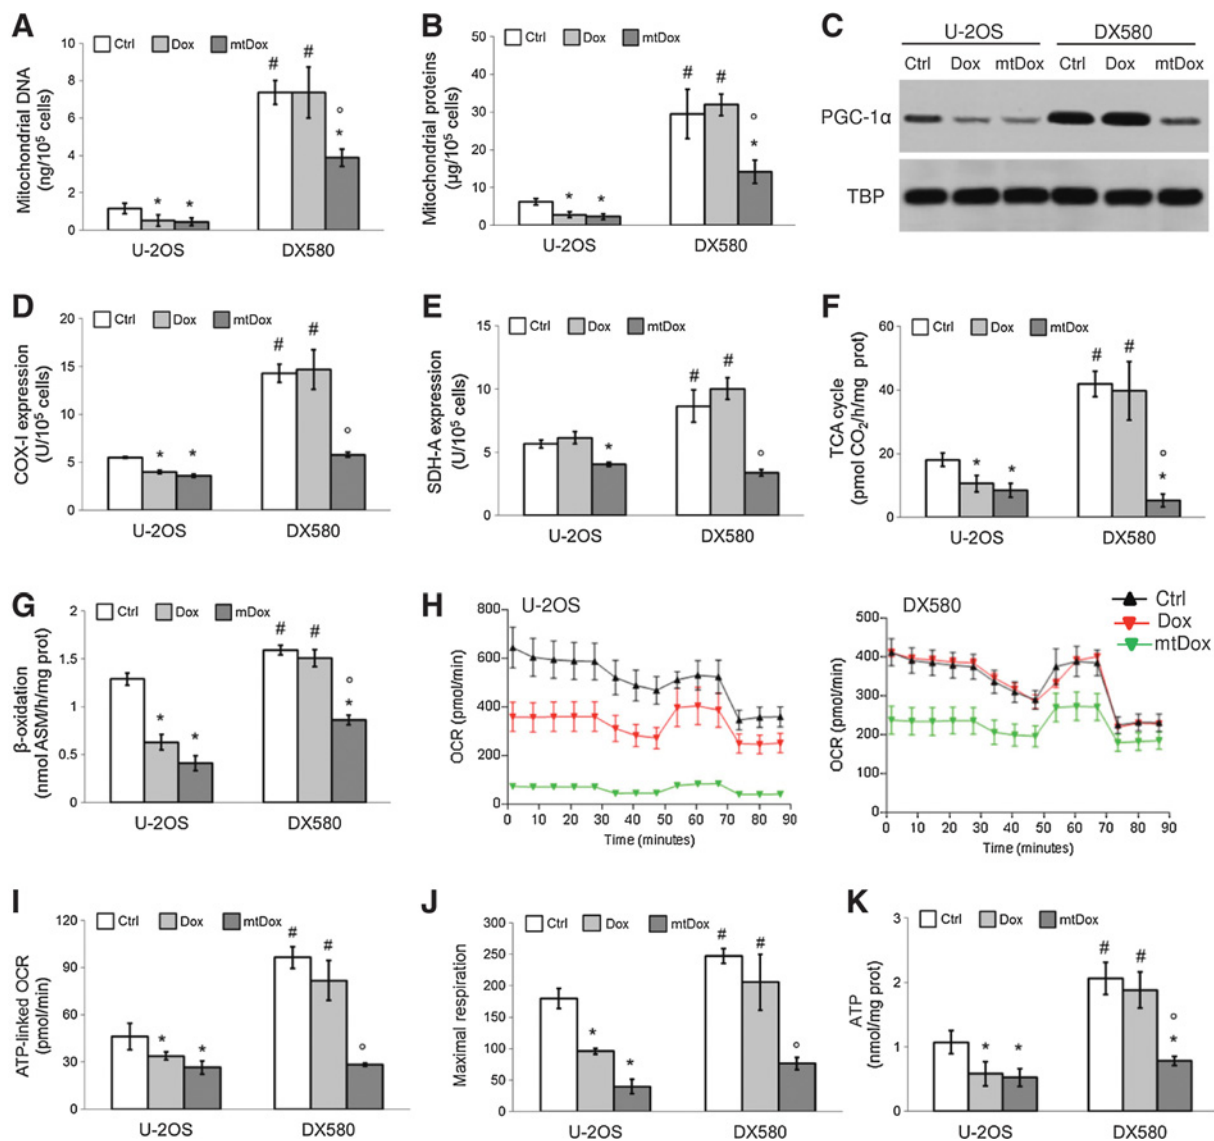 A
Ctrl Dox mtDox
Mitochondrial DNA
(ng/10⁵ cells)
10
8
6
4
2
0
# #
° *
* *
U-2OS DX580
B
Ctrl Dox mtDox
Mitochondrial proteins
(µg/10⁵ cells)
50
40
30
20
10
0
# #
° *
* *
U-2OS DX580
C
U-2OS DX580
Ctrl Dox mtDox Ctrl Dox mtDox
PGC-1α
TBP
D
Ctrl Dox mtDox
COX-I expression
(U/10⁵ cells)
20
15
10
5
0
# #
°
* *
U-2OS DX580
E
Ctrl Dox mtDox
SDH-A expression
(U/10⁵ cells)
15
10
5
0
# #
* °
U-2OS DX580
F
Ctrl Dox mtDox
TCA cycle
(pmol CO₂/h/mg prot)
60
40
20
0
# #
° *
* *
U-2OS DX580
G
Ctrl Dox mDox
β-oxidation
(nmol ASM/h/mg prot)
2
1.5
1
0.5
0
# #
° *
* *
U-2OS DX580
H
U-2OS
OCR (pmol/min)
800
600
400
200
0
0 10 20 30 40 50 60 70 80 90
Time (minutes)
DX580
Ctrl
Dox
mtDox
OCR (pmol/min)
500
400
300
200
100
0
0 10 20 30 40 50 60 70 80 90
Time (minutes)
I
Ctrl Dox mtDox
ATP-linked OCR
(pmol/min)
120
90
60
30
0
# #
* * °
U-2OS DX580
J
Ctrl Dox mtDox
Maximal respiration
300
250
200
150
100
50
0
# #
* * °
U-2OS DX580
K
Ctrl Dox mtDox
ATP
(nmol/mg prot)
3
2
1
0
# #
° *
* *
U-2OS DX580